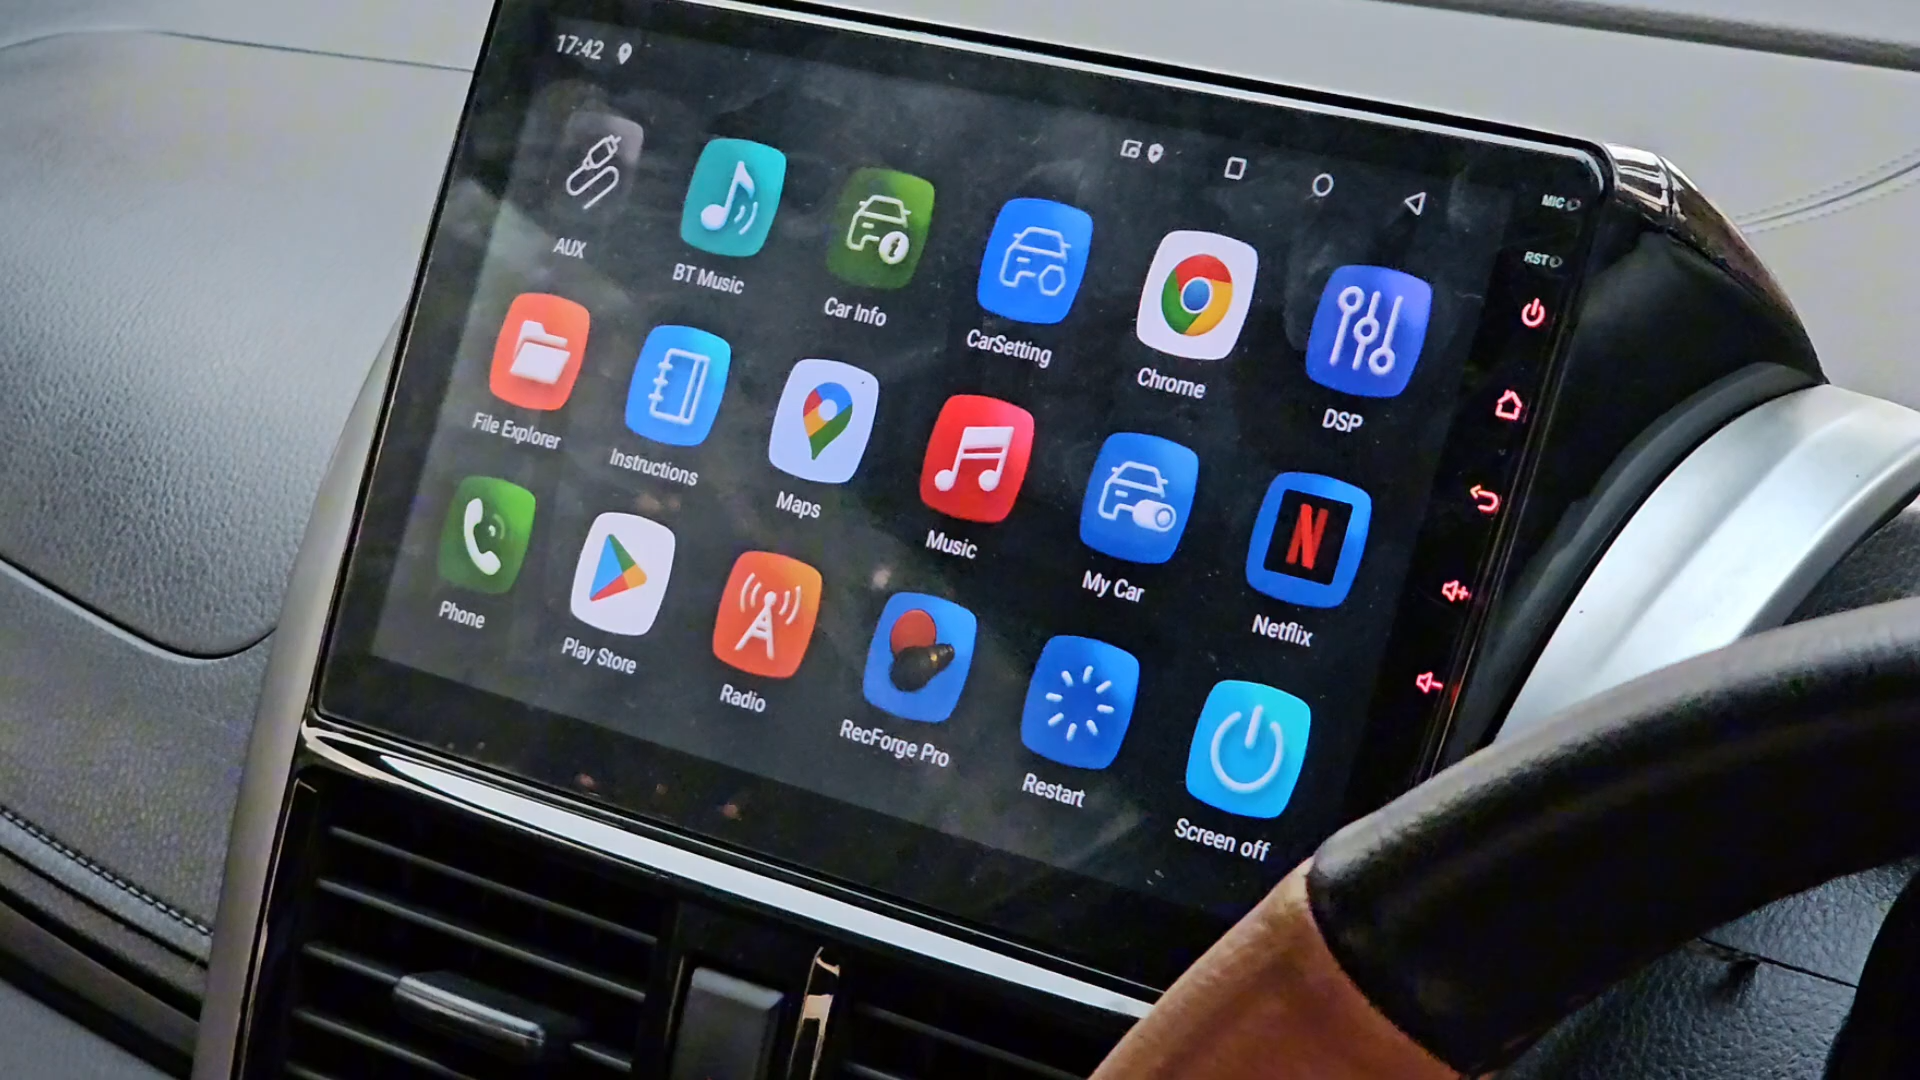 17:42
MIC
RST
AUX
BT Music
Car Info
CarSetting
Chrome
DSP
File Explorer
Instructions
Maps
Music
My Car
N
Netflix
Phone
Play Store
Radio
RecForge Pro
Restart
Screen off